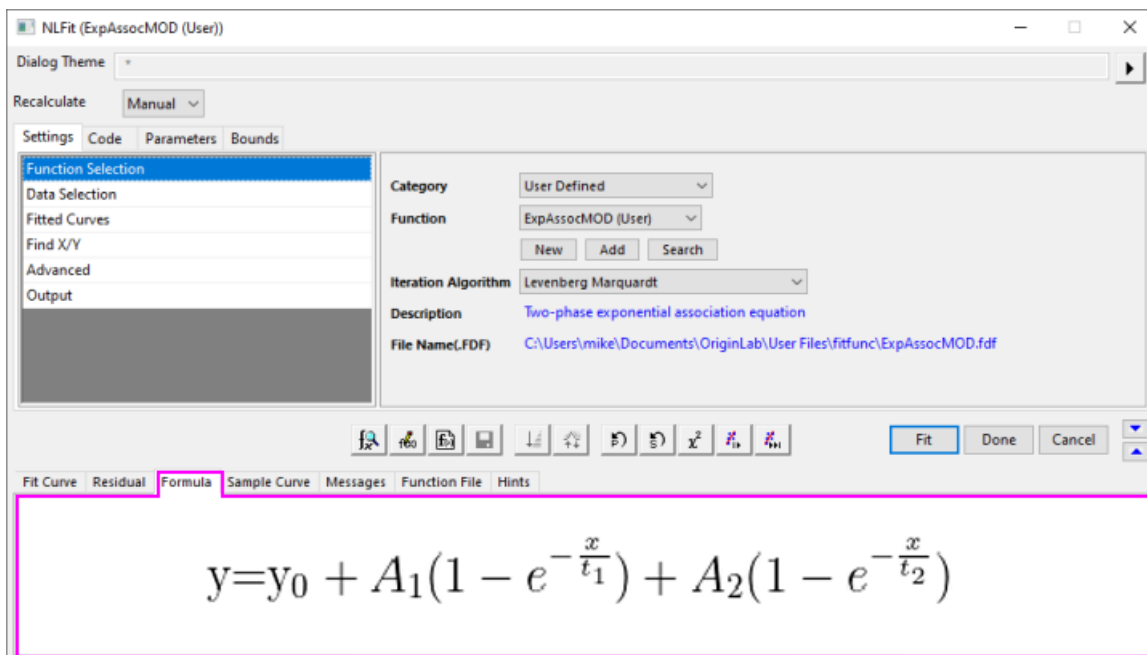 NLFit (ExpAssocMOD (User))
Dialog Theme *
Recalculate Manual
Settings Code Parameters Bounds
Function Selection
Data Selection
Fitted Curves
Find X/Y
Advanced
Output
Category User Defined
Function ExpAssocMOD (User)
New Add Search
Iteration Algorithm Levenberg Marquardt
Description Two-phase exponential association equation
File Name(.FDF) C:\Users\mike\Documents\OriginLab\User Files\fitfunc\ExpAssocMOD.fdf
Fit Done Cancel
Fit Curve Residual Formula Sample Curve Messages Function File Hints
y=y₀ + A₁(1 − e^(−x/t₁)) + A₂(1 − e^(−x/t₂))